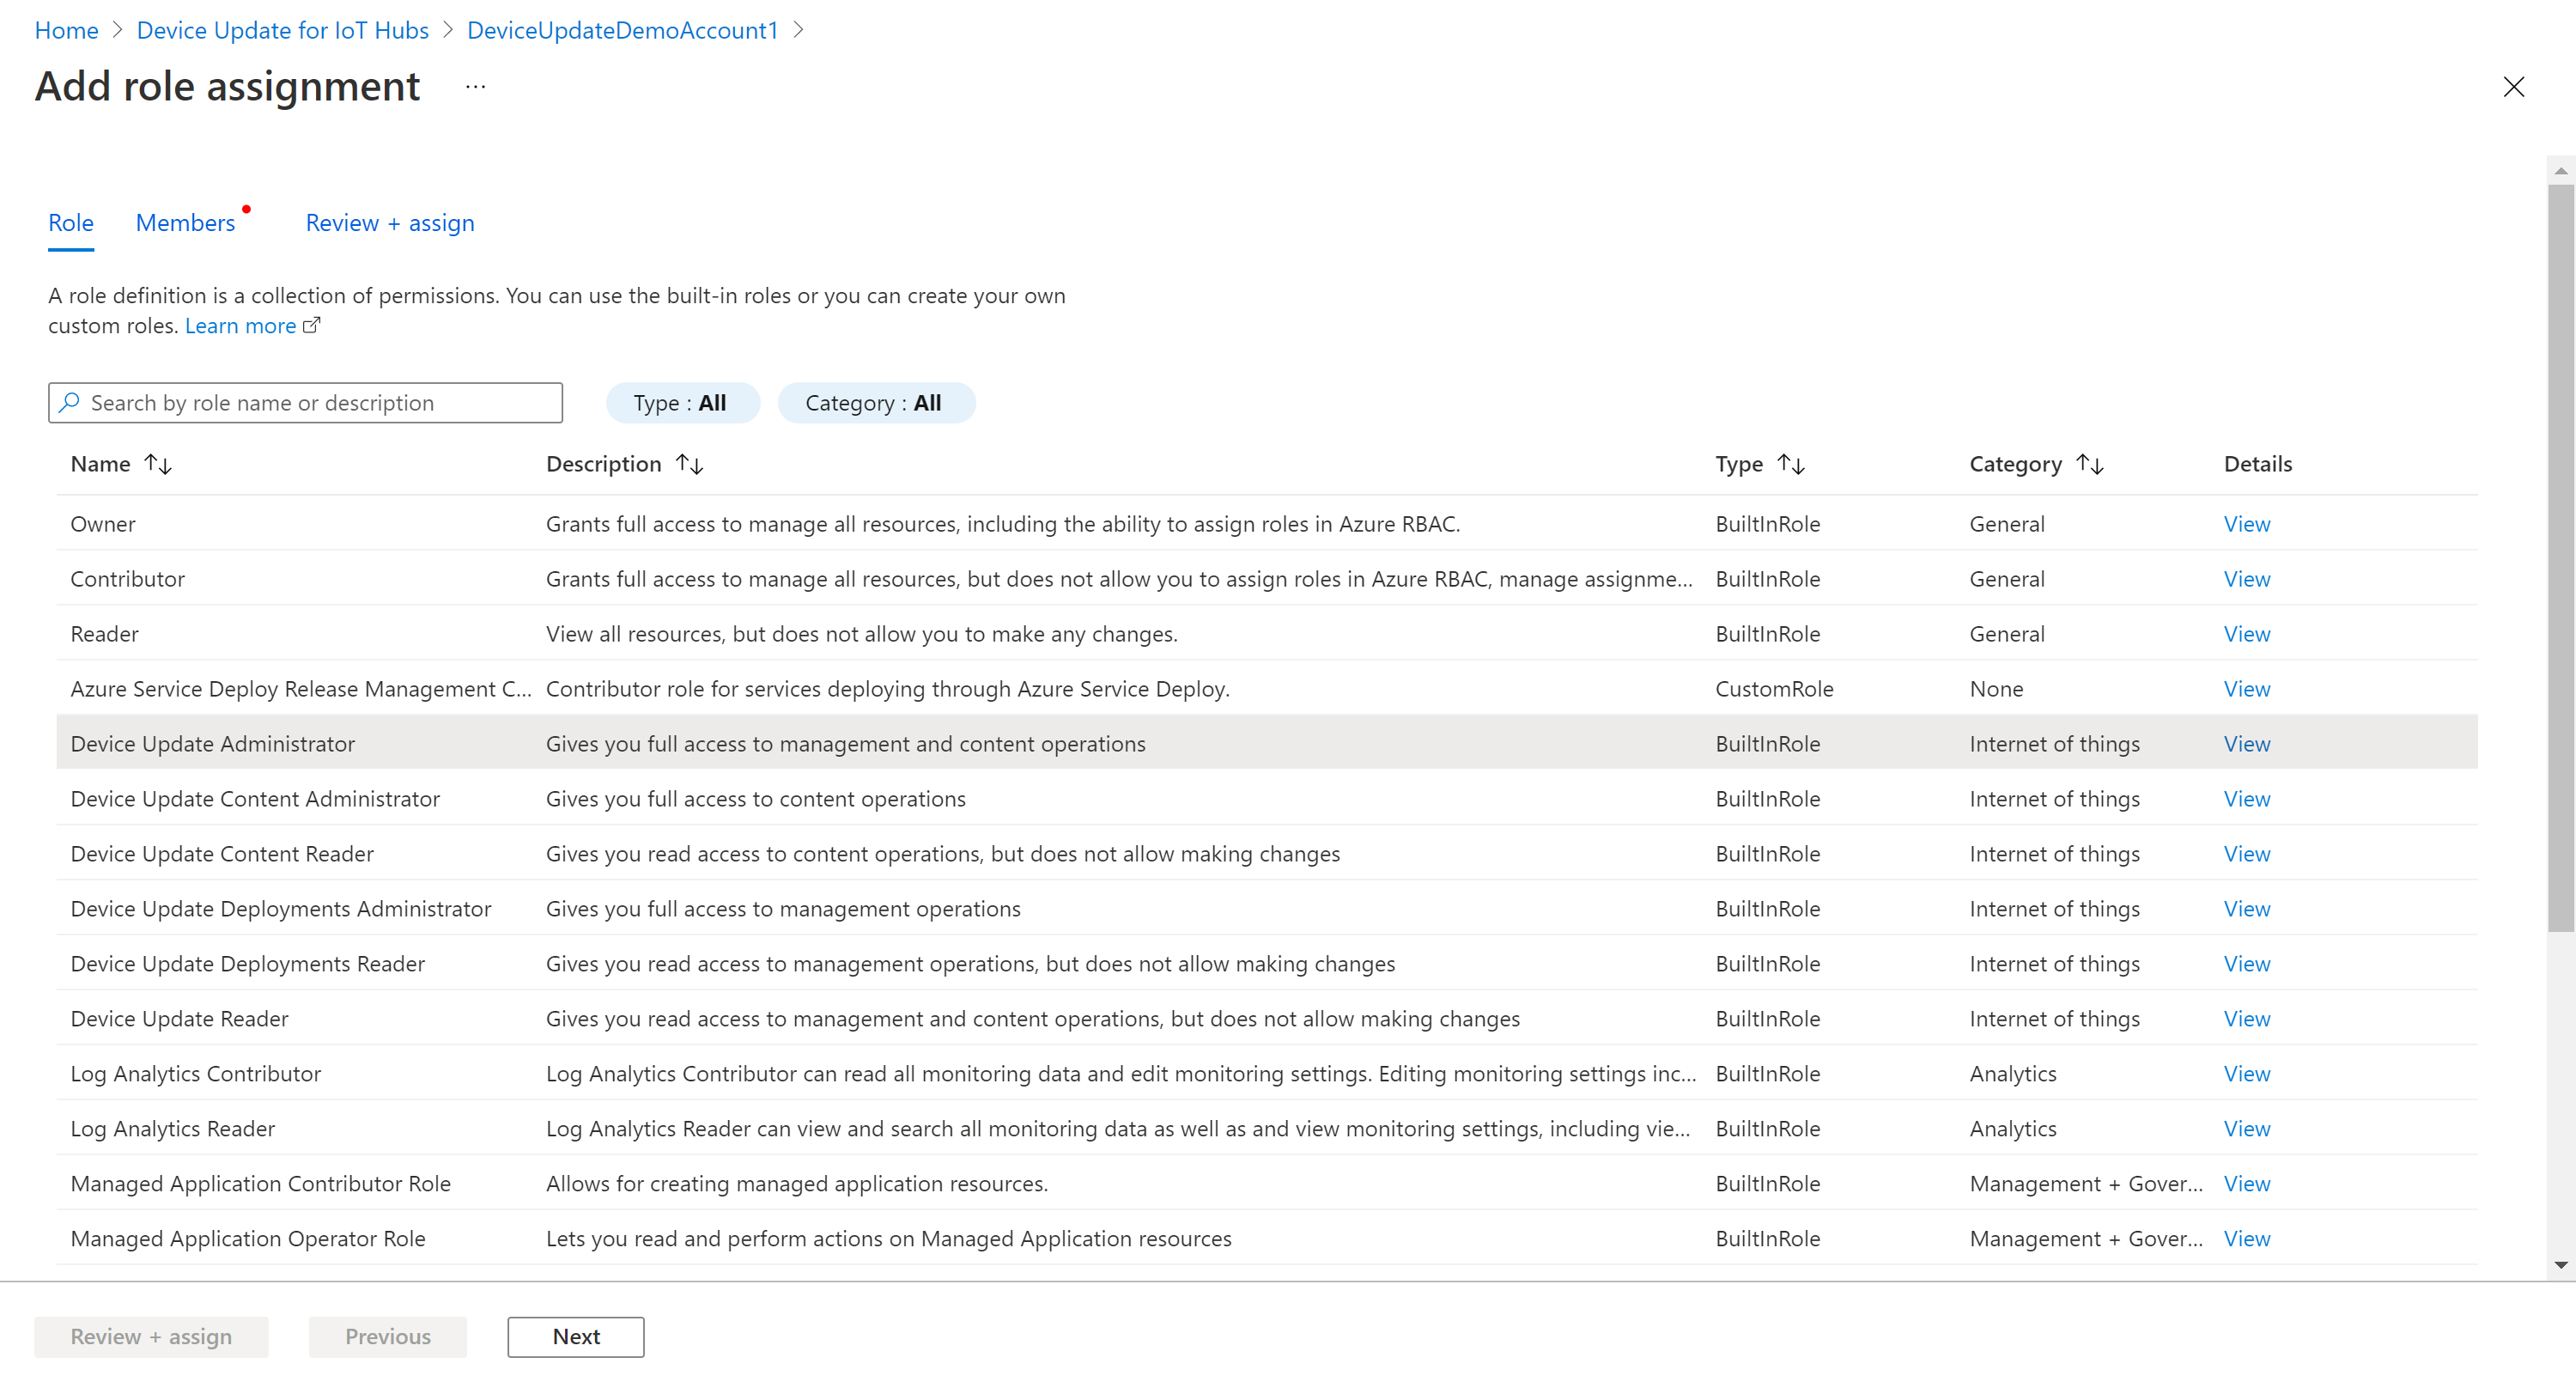 Home > Device Update for IoT Hubs > DeviceUpdateDemoAccount1 >
Add role assignment ...
Role Members Review + assign
A role definition is a collection of permissions. You can use the built-in roles or you can create your own
custom roles. Learn more
Search by role name or description Type : All Category : All
Name Description Type Category Details
Owner Grants full access to manage all resources, including the ability to assign roles in Azure RBAC. BuiltInRole General View
Contributor Grants full access to manage all resources, but does not allow you to assign roles in Azure RBAC, manage assignme... BuiltInRole General View
Reader View all resources, but does not allow you to make any changes. BuiltInRole General View
Azure Service Deploy Release Management C... Contributor role for services deploying through Azure Service Deploy. CustomRole None View
Device Update Administrator Gives you full access to management and content operations BuiltInRole Internet of things View
Device Update Content Administrator Gives you full access to content operations BuiltInRole Internet of things View
Device Update Content Reader Gives you read access to content operations, but does not allow making changes BuiltInRole Internet of things View
Device Update Deployments Administrator Gives you full access to management operations BuiltInRole Internet of things View
Device Update Deployments Reader Gives you read access to management operations, but does not allow making changes BuiltInRole Internet of things View
Device Update Reader Gives you read access to management and content operations, but does not allow making changes BuiltInRole Internet of things View
Log Analytics Contributor Log Analytics Contributor can read all monitoring data and edit monitoring settings. Editing monitoring settings inc... BuiltInRole Analytics View
Log Analytics Reader Log Analytics Reader can view and search all monitoring data as well as and view monitoring settings, including vie... BuiltInRole Analytics View
Managed Application Contributor Role Allows for creating managed application resources. BuiltInRole Management + Gover... View
Managed Application Operator Role Lets you read and perform actions on Managed Application resources BuiltInRole Management + Gover... View
Review + assign Previous Next